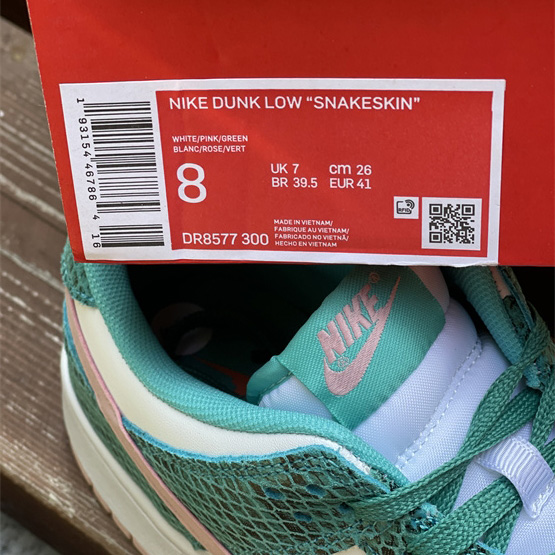 NIKE DUNK LOW “SNAKESKIN”
WHITE/PINK/GREEN
BLANC/ROSE/VERT
8
UK 7
cm 26
BR 39.5
EUR 41
RFID
MADE IN VIETNAM/
FABRIQUE AU VIETNAM/
FABRICADO NO VIETNÃ/
HECHO EN VIETNAM
DR8577 300
1 93154 46786 4 16
NIKE